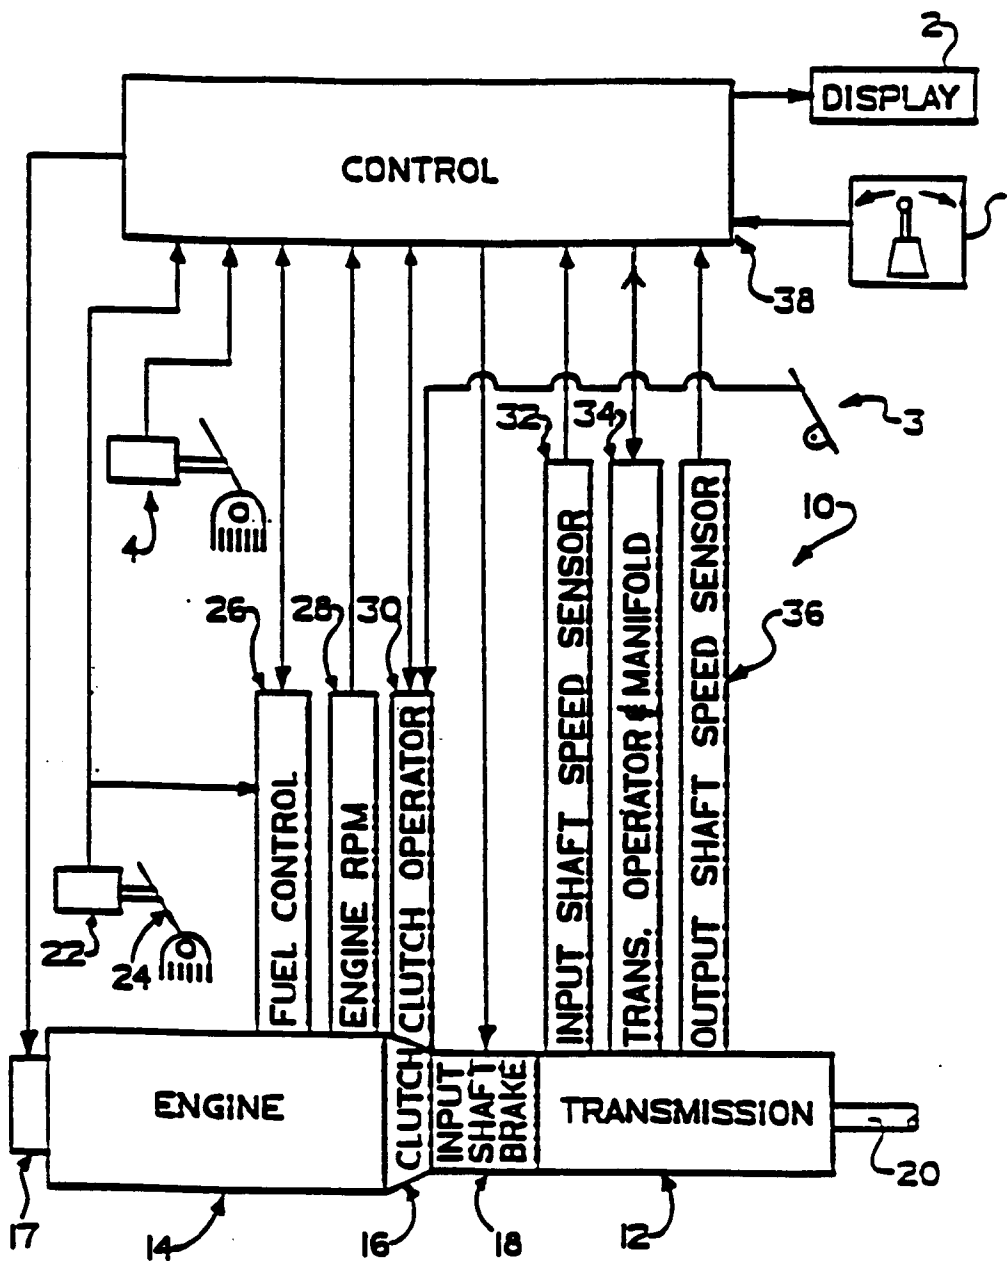 2
DISPLAY
CONTROL
38
3
32
34
4
10
26
28
30
36
INPUT SHAFT SPEED SENSOR
TRANS. OPERATOR & MANIFOLD
OUTPUT SHAFT SPEED SENSOR
FUEL CONTROL
ENGINE RPM
CLUTCH OPERATOR
22
24
ENGINE
CLUTCH
INPUT
SHAFT
BRAKE
TRANSMISSION
20
17
14
16
18
12